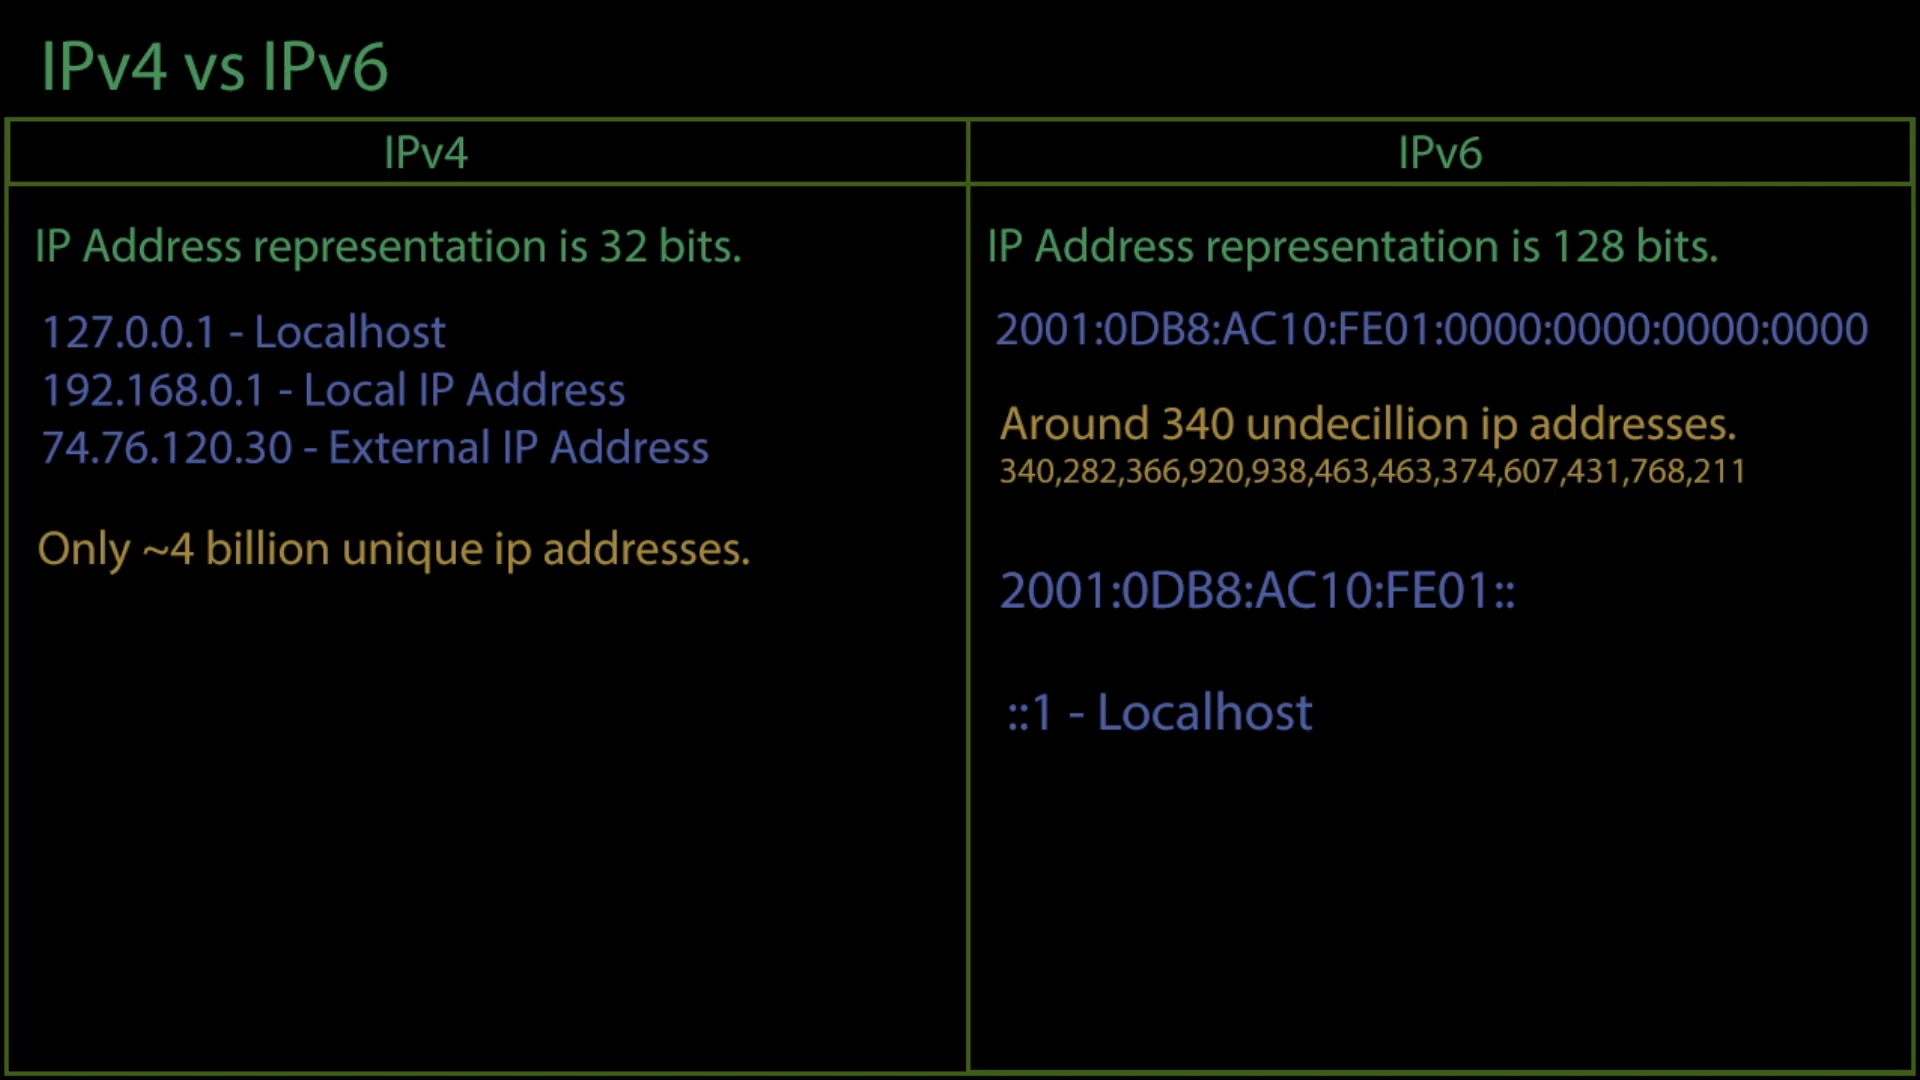 IPv4 vs IPv6
IPv4
IPv6
IP Address representation is 32 bits.
127.0.0.1 - Localhost
192.168.0.1 - Local IP Address
74.76.120.30 - External IP Address
Only ~4 billion unique ip addresses.
IP Address representation is 128 bits.
2001:0DB8:AC10:FE01:0000:0000:0000:0000
Around 340 undecillion ip addresses.
340,282,366,920,938,463,463,374,607,431,768,211
2001:0DB8:AC10:FE01::
::1 - Localhost